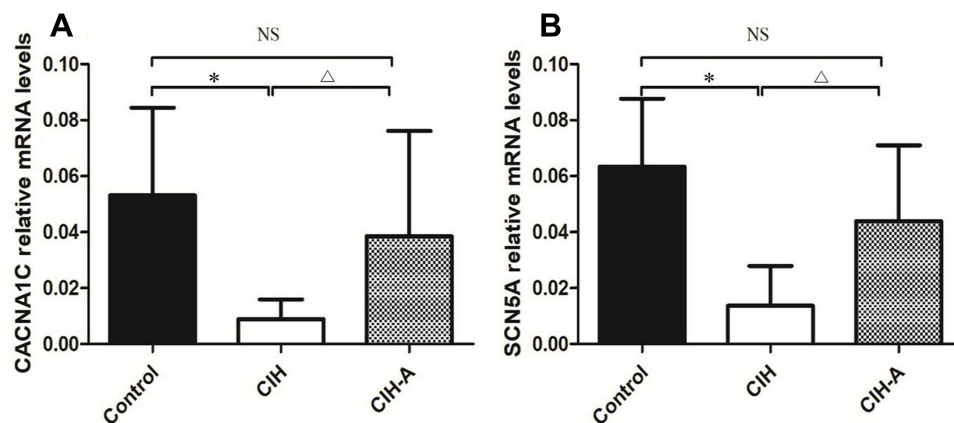 A
NS
* △
CACNA1C relative mRNA levels
0.10
0.08
0.06
0.04
0.02
0.00
Control
CIH
CIH-A
B
NS
* △
SCN5A relative mRNA levels
0.10
0.08
0.06
0.04
0.02
0.00
Control
CIH
CIH-A